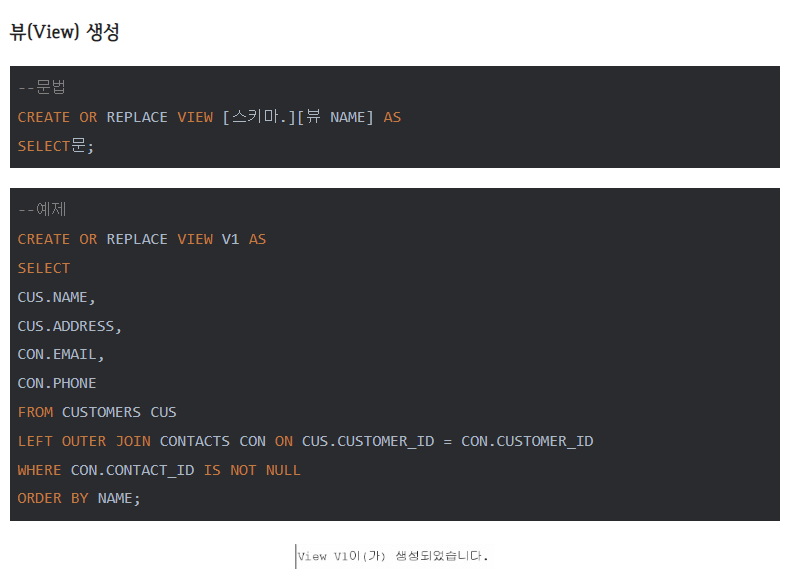 뷰(View) 생성
--문법
CREATE OR REPLACE VIEW [스키마.][뷰 NAME] AS
SELECT문;
--예제
CREATE OR REPLACE VIEW V1 AS
SELECT
CUS.NAME,
CUS.ADDRESS,
CON.EMAIL,
CON.PHONE
FROM CUSTOMERS CUS
LEFT OUTER JOIN CONTACTS CON ON CUS.CUSTOMER_ID = CON.CUSTOMER_ID
WHERE CON.CONTACT_ID IS NOT NULL
ORDER BY NAME;
View V1이(가) 생성되었습니다.